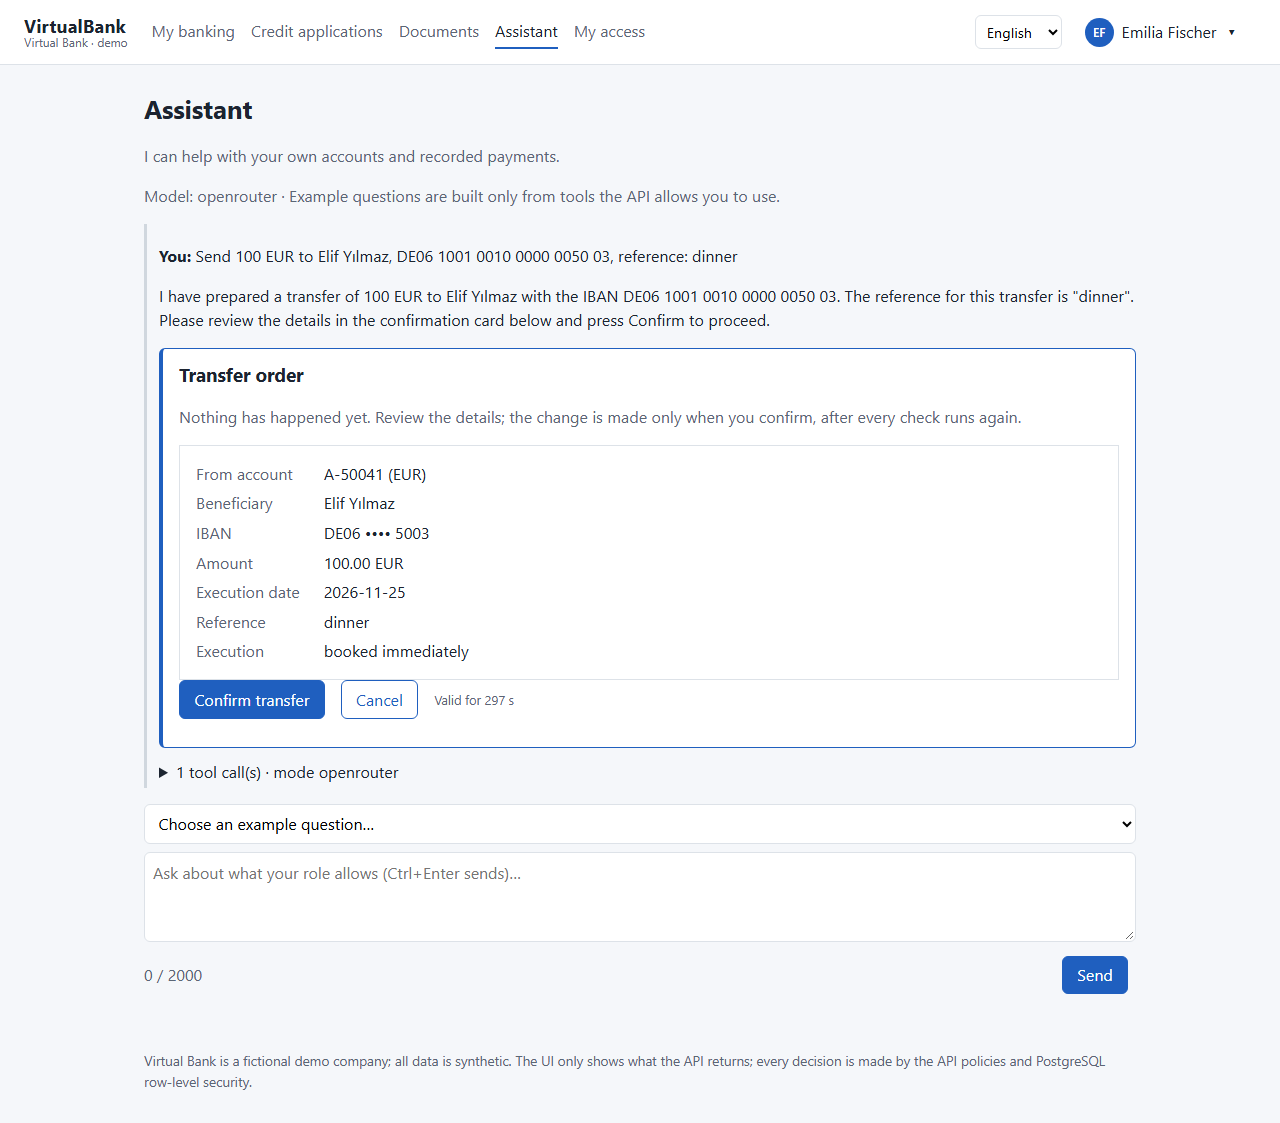 VirtualBank
Virtual Bank · demo
My banking
Credit applications
Documents
Assistant
My access
English
EF
Emilia Fischer
Assistant
I can help with your own accounts and recorded payments.
Model: openrouter · Example questions are built only from tools the API allows you to use.
You: Send 100 EUR to Elif Yılmaz, DE06 1001 0010 0000 0050 03, reference: dinner
I have prepared a transfer of 100 EUR to Elif Yılmaz with the IBAN DE06 1001 0010 0000 0050 03. The reference for this transfer is "dinner".
Please review the details in the confirmation card below and press Confirm to proceed.
Transfer order
Nothing has happened yet. Review the details; the change is made only when you confirm, after every check runs again.
From account A-50041 (EUR)
Beneficiary Elif Yılmaz
IBAN DE06 •••• 5003
Amount 100.00 EUR
Execution date 2026-11-25
Reference dinner
Execution booked immediately
Confirm transfer
Cancel
Valid for 297 s
1 tool call(s) · mode openrouter
Choose an example question...
Ask about what your role allows (Ctrl+Enter sends)...
0 / 2000
Send
Virtual Bank is a fictional demo company; all data is synthetic. The UI only shows what the API returns; every decision is made by the API policies and PostgreSQL
row-level security.